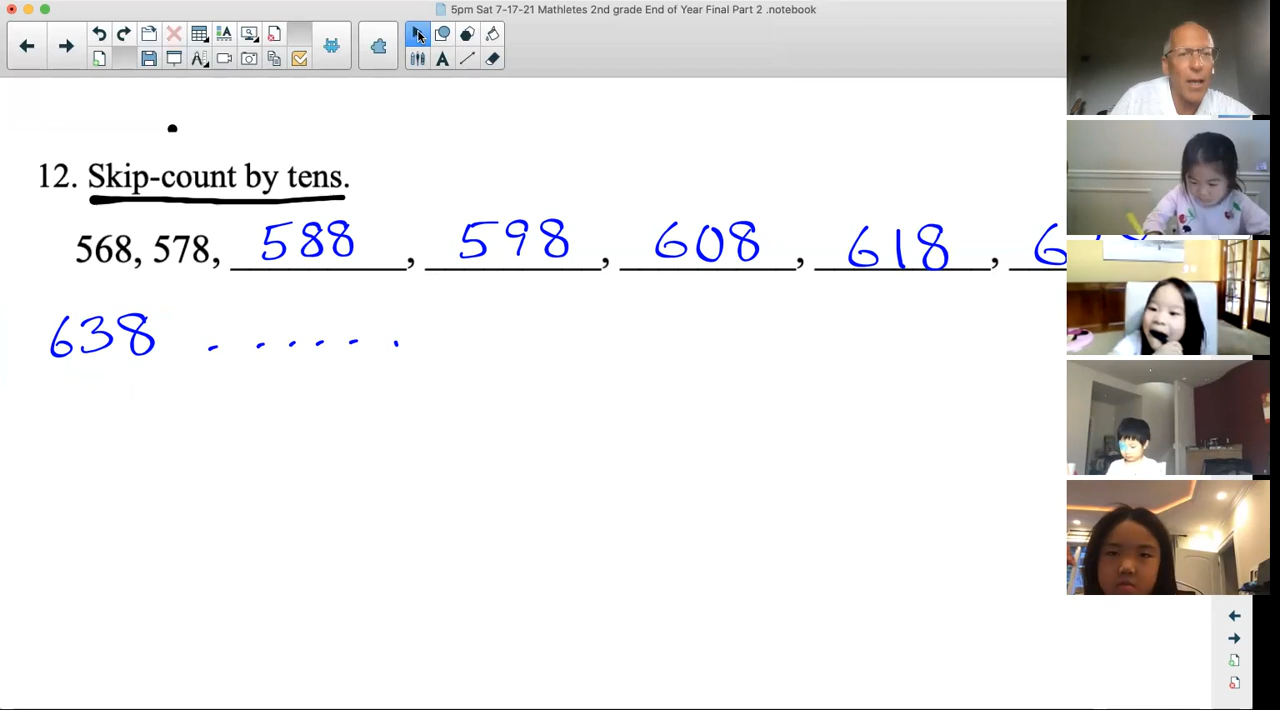 5pm Sat 7-17-21 Mathletes 2nd grade End of Year Final Part 2 .notebook
12. Skip-count by tens.
568, 578, 588, 598, 608, 618,
638 . . . . . . .